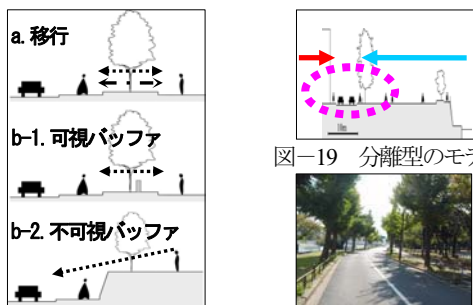 a. 移行
b-1. 可視バッファ
b-2. 不可視バッファ
図－19 分離型のモデ